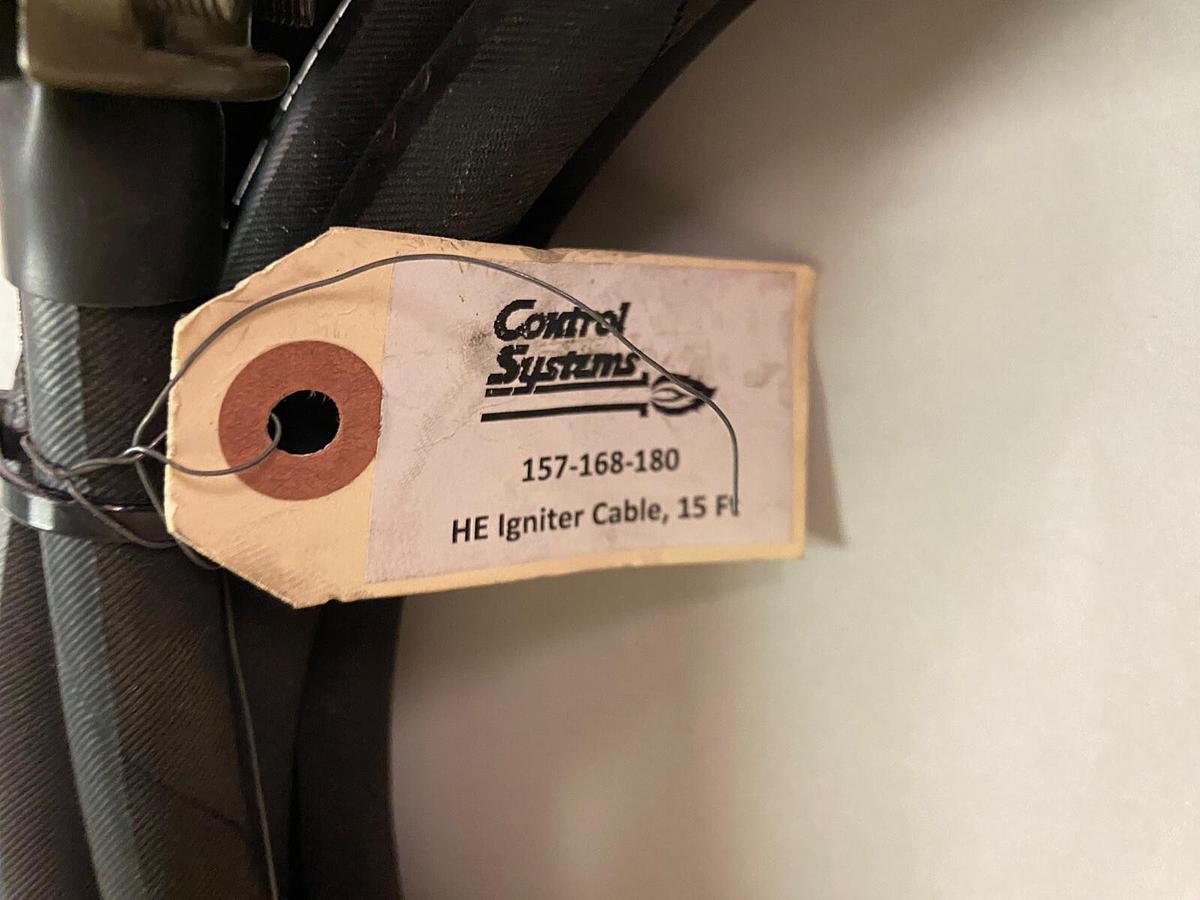 Control
Systems
157-168-180
HE Igniter Cable, 15 Ft